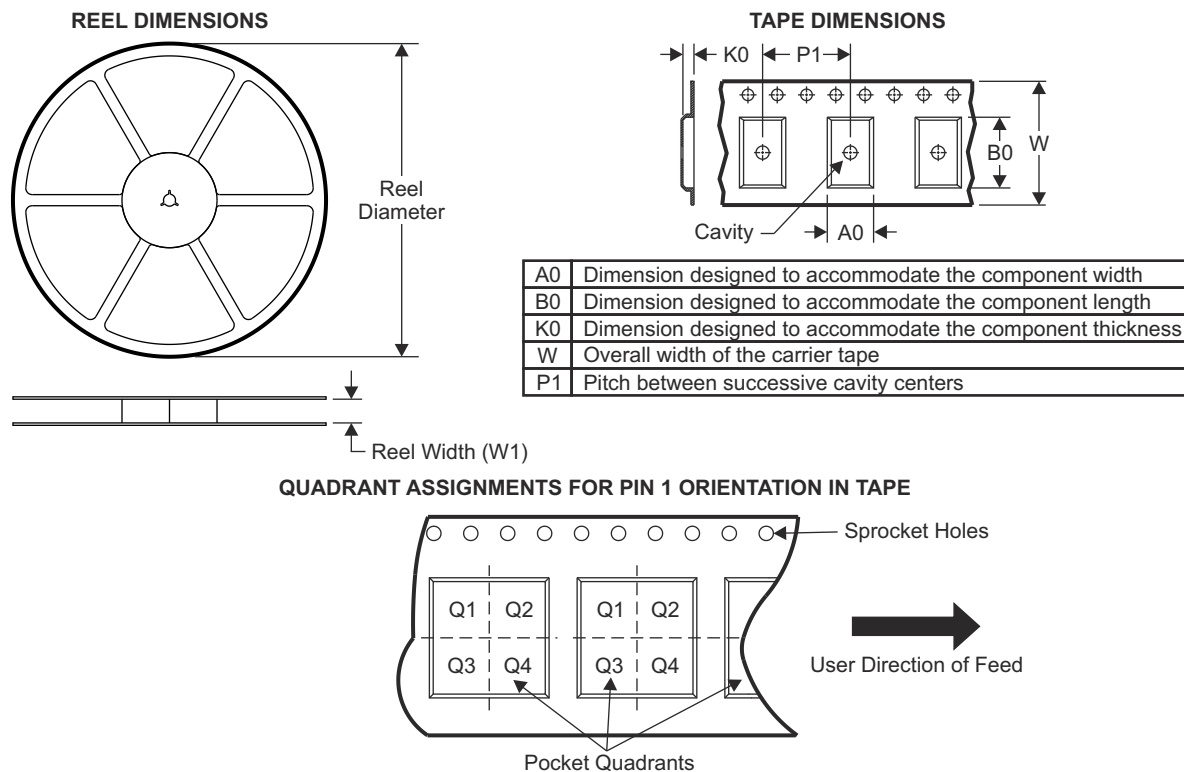 REEL DIMENSIONS
TAPE DIMENSIONS
K0
P1
B0
W
Reel
Diameter
Cavity
A0
A0 Dimension designed to accommodate the component width
B0 Dimension designed to accommodate the component length
K0 Dimension designed to accommodate the component thickness
W Overall width of the carrier tape
P1 Pitch between successive cavity centers
Reel Width (W1)
QUADRANT ASSIGNMENTS FOR PIN 1 ORIENTATION IN TAPE
Sprocket Holes
Q1 Q2 Q1 Q2
Q3 Q4 Q3 Q4
User Direction of Feed
Pocket Quadrants